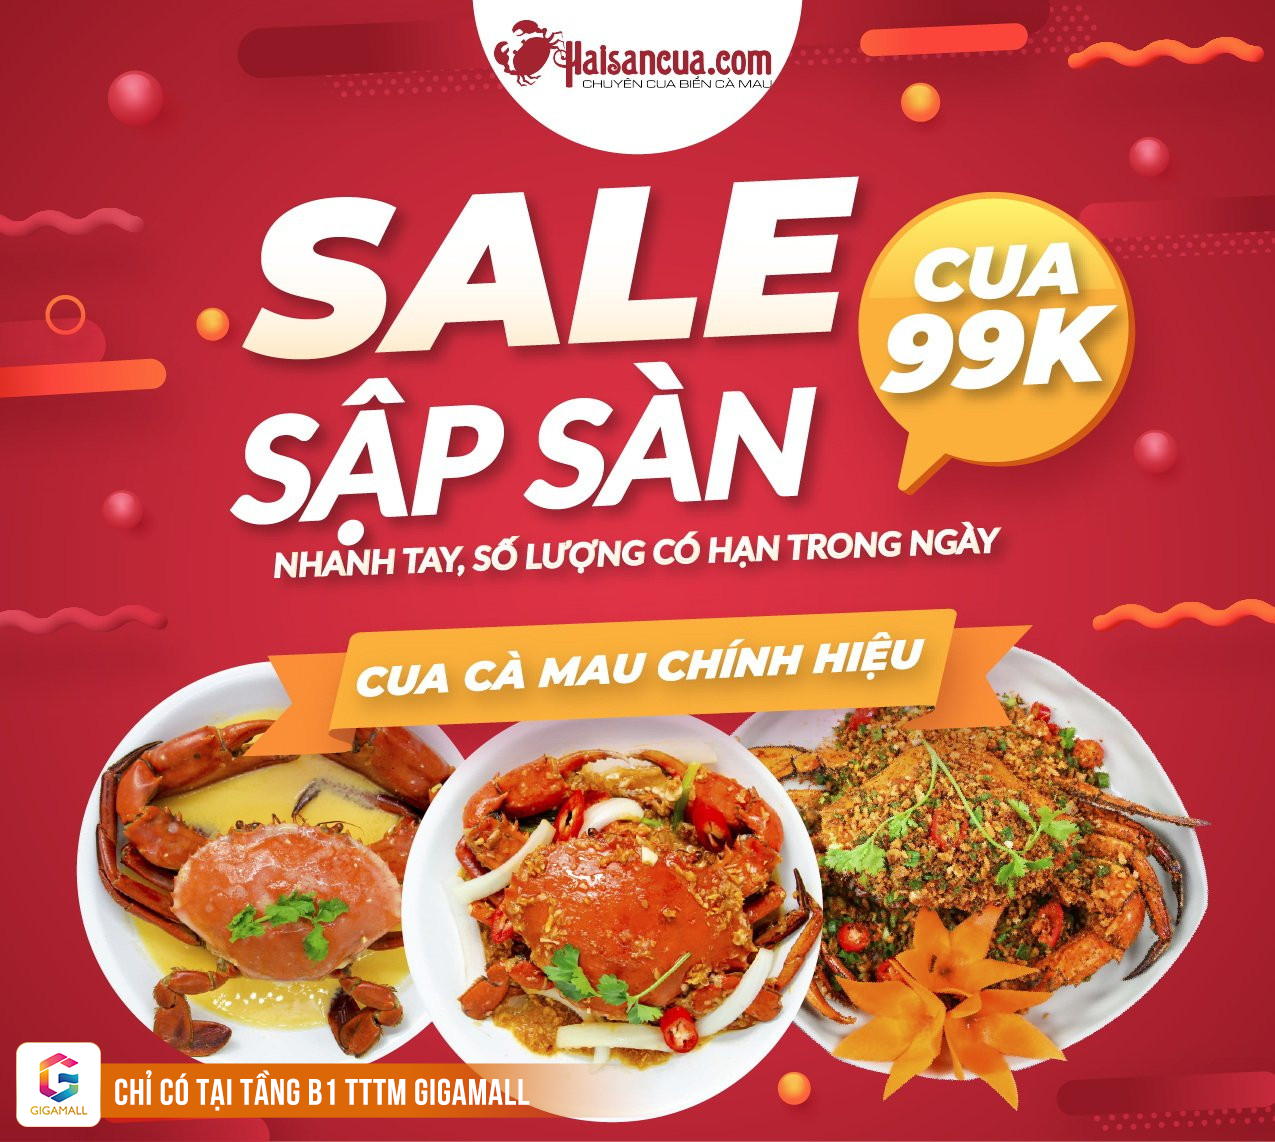 Haisancua.com
CHUYÊN CUA BIỂN CÀ MAU
SALE
SẬP SÀN
CUA
99K
NHANH TAY, SỐ LƯỢNG CÓ HẠN TRONG NGÀY
CUA CÀ MAU CHÍNH HIỆU
GIGAMALL
CHỈ CÓ TẠI TẦNG B1 TTTM GIGAMALL